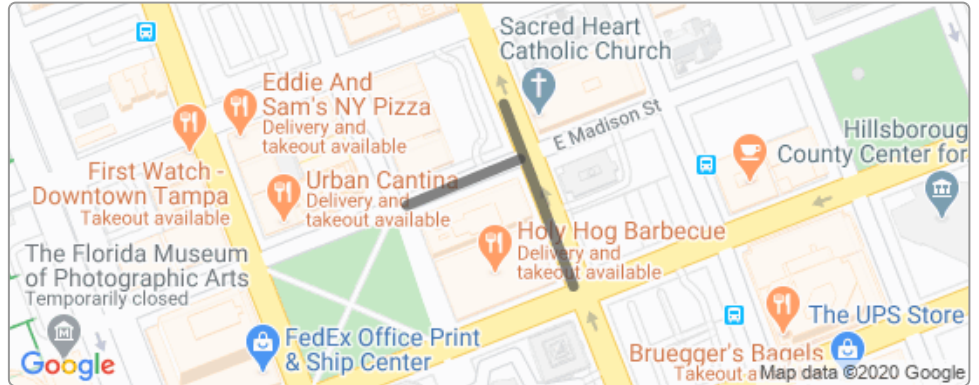 Sacred Heart
Catholic Church
Eddie And
Sam's NY Pizza
Delivery and
takeout available
E Madison St
Hillsboroug
County Center for
First Watch -
Downtown Tampa
Takeout available
Urban Cantina
Delivery and
takeout available
Holy Hog Barbecue
Delivery and
takeout available
The Florida Museum
of Photographic Arts
Temporarily closed
The UPS Store
FedEx Office Print
& Ship Center
Bruegger's Bagels
Takeout a
Google
Map data ©2020 Google